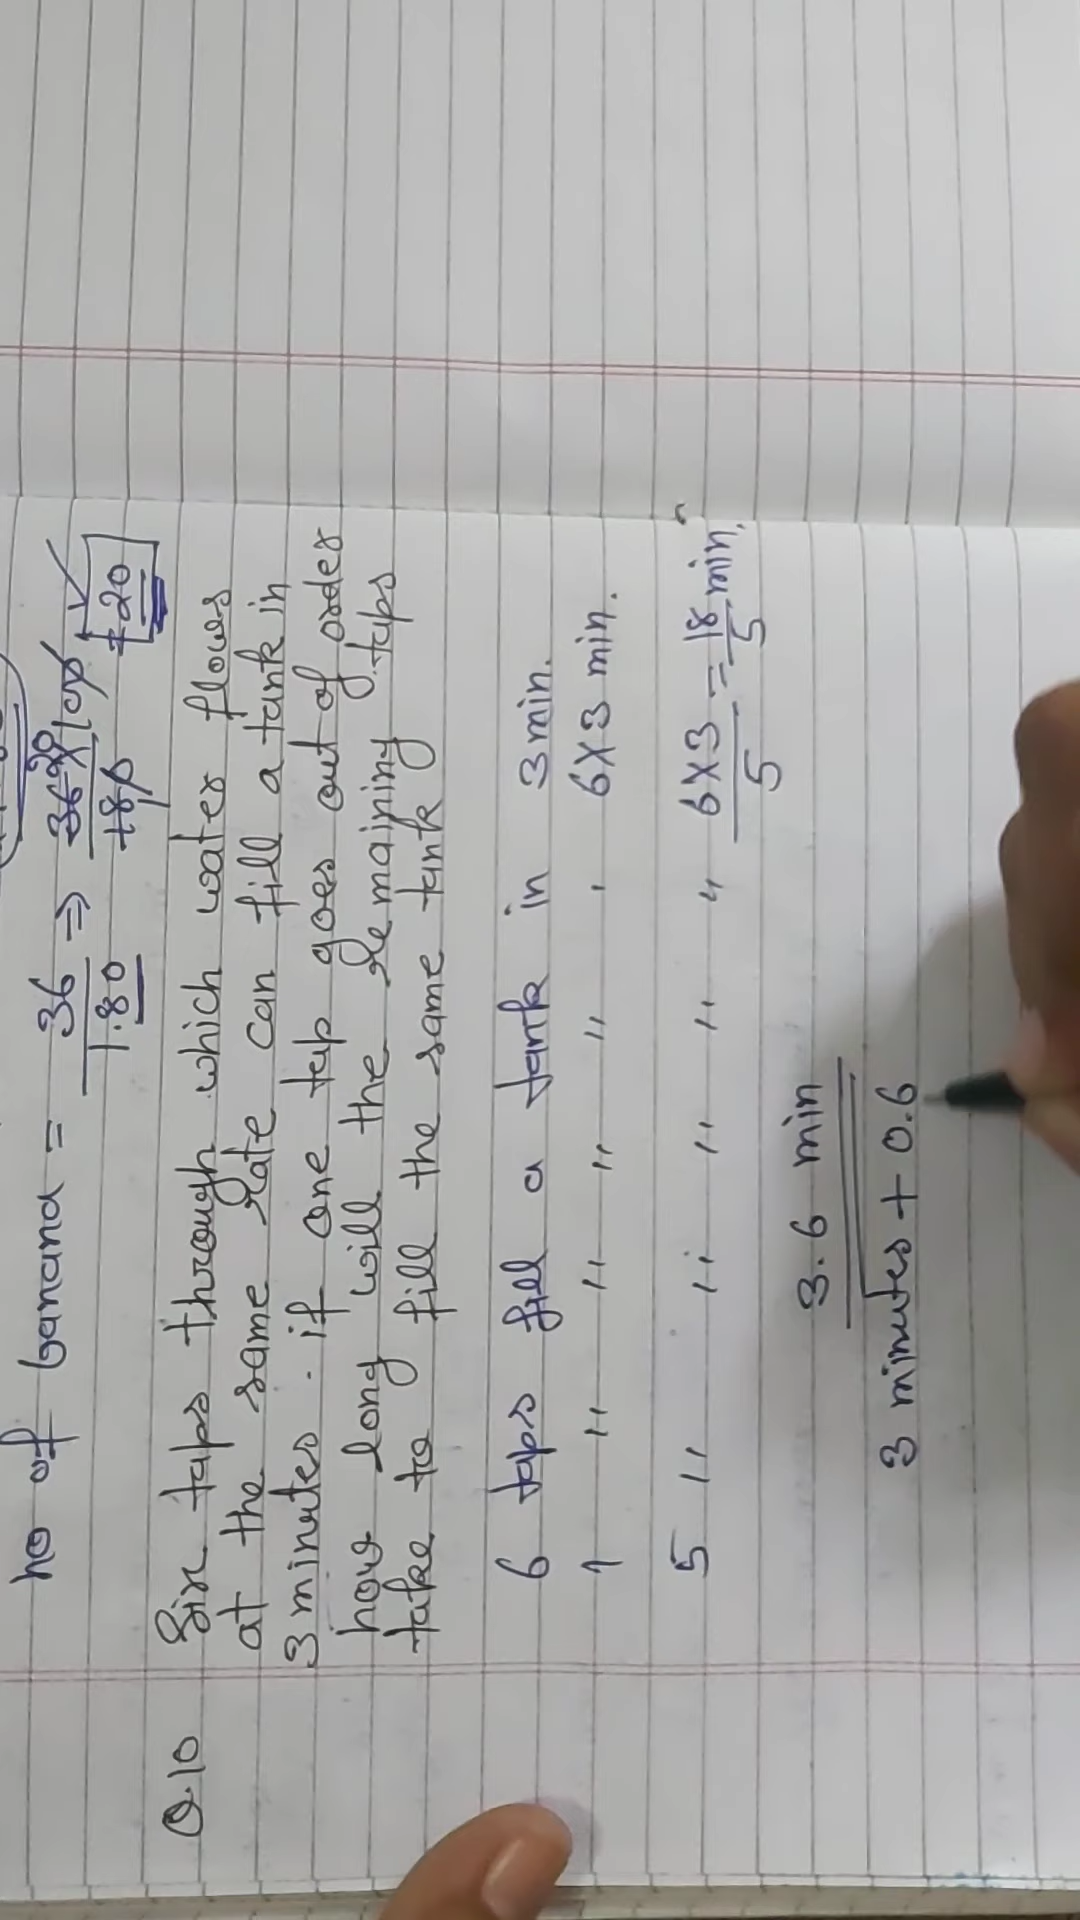 no of banana = 36/1.80 ⇒ 36 20 × 100/180 20
Q.10 Six taps through which water flows
at the same rate can fill a tank in
3 minutes. if one tap goes out of order
how long will the remaining taps
take to fill the same tank
6 taps fill a tank in 3 min.
1 " " " " " 6×3 min.
5 " " " " " 6×3/5 = 18/5 min.
3.6 min
3 minutes + 0.6